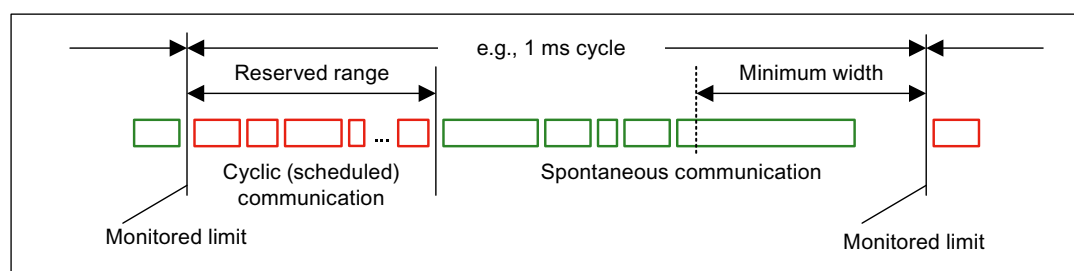 e.g., 1 ms cycle
Reserved range
Minimum width
...
Cyclic (scheduled)
communication
Spontaneous communication
Monitored limit
Monitored limit